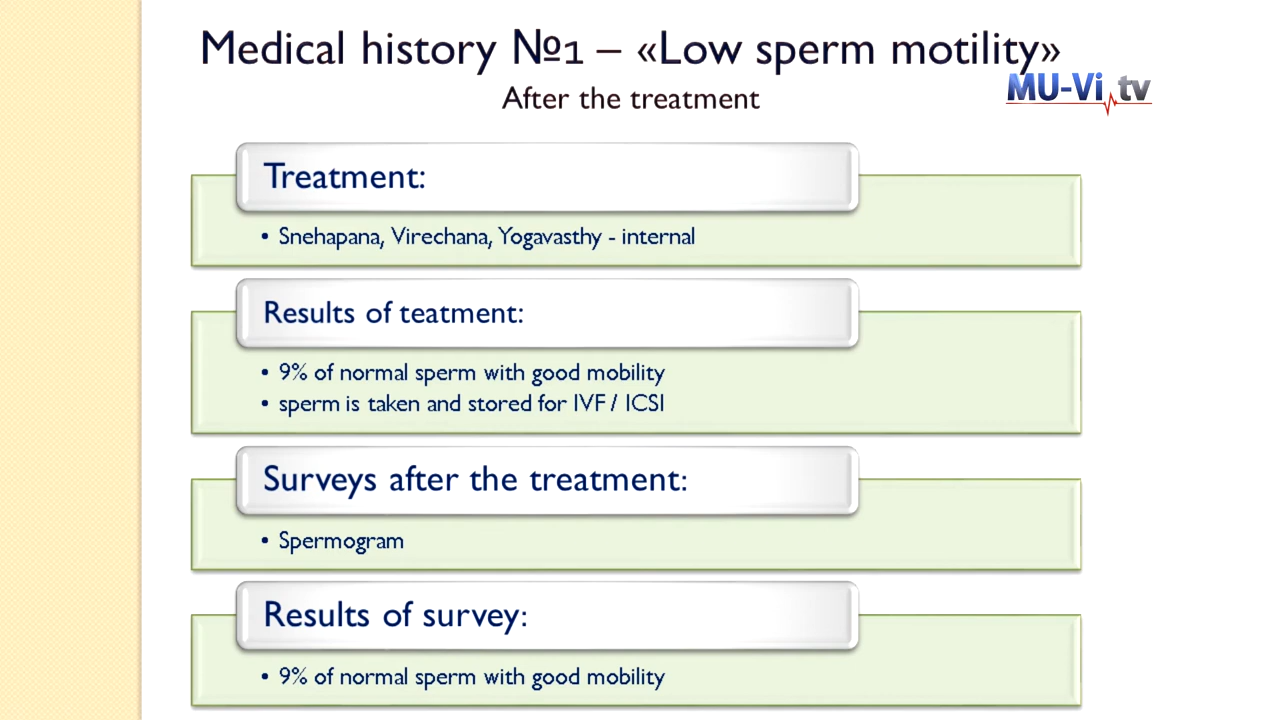 Medical history №1 – «Low sperm motility»
After the treatment
MU-Vi tv
Treatment:
• Snehapana, Virechana, Yogavasthy - internal
Results of teatment:
• 9% of normal sperm with good mobility
• sperm is taken and stored for IVF / ICSI
Surveys after the treatment:
• Spermogram
Results of survey:
• 9% of normal sperm with good mobility